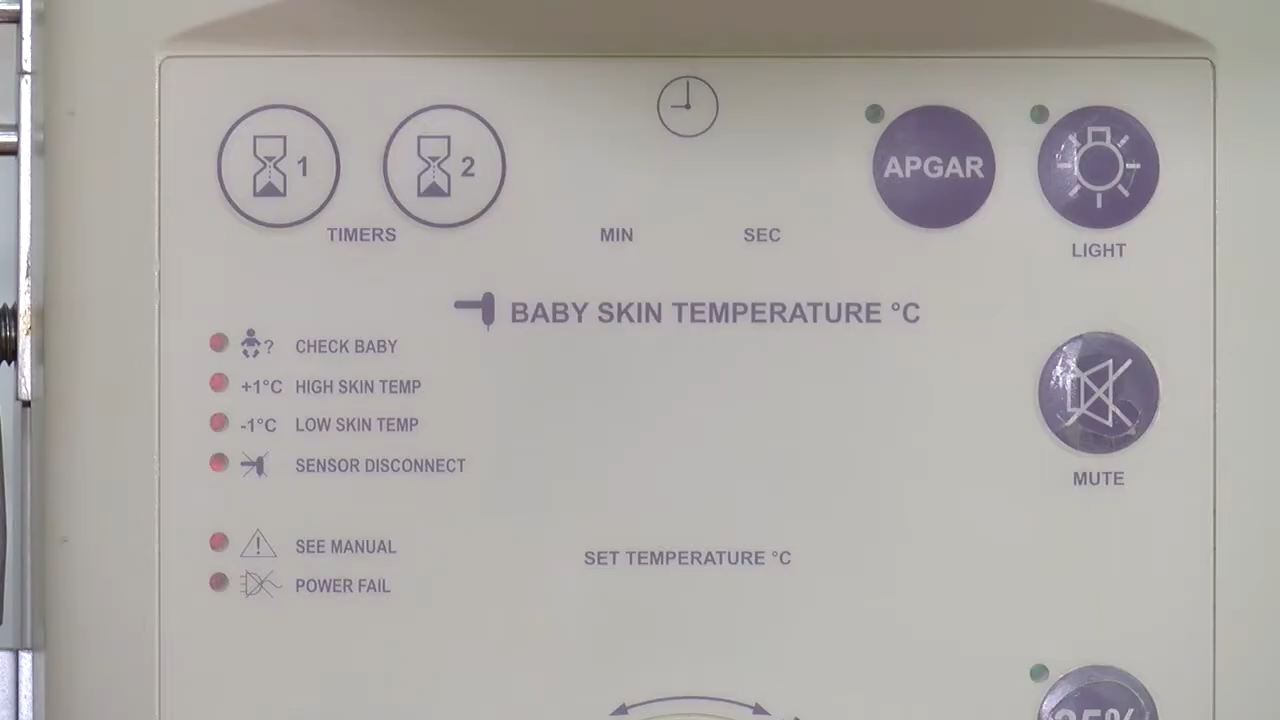 1
2
TIMERS
MIN
SEC
APGAR
LIGHT
BABY SKIN TEMPERATURE °C
? CHECK BABY
+1°C HIGH SKIN TEMP
-1°C LOW SKIN TEMP
SENSOR DISCONNECT
MUTE
! SEE MANUAL
POWER FAIL
SET TEMPERATURE °C